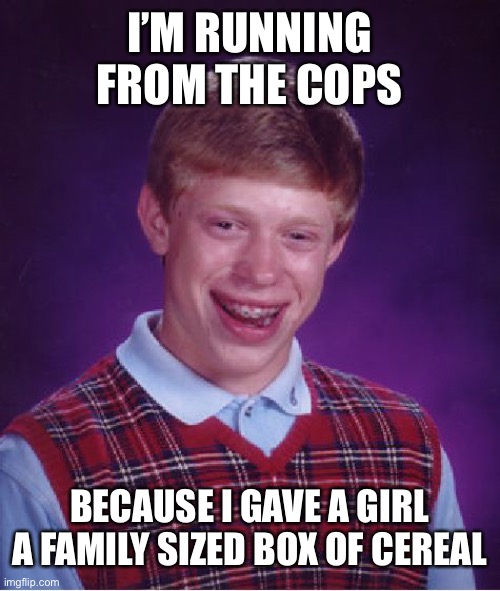 I'M RUNNING
FROM THE COPS
BECAUSE I GAVE A GIRL
A FAMILY SIZED BOX OF CEREAL
imgflip.com